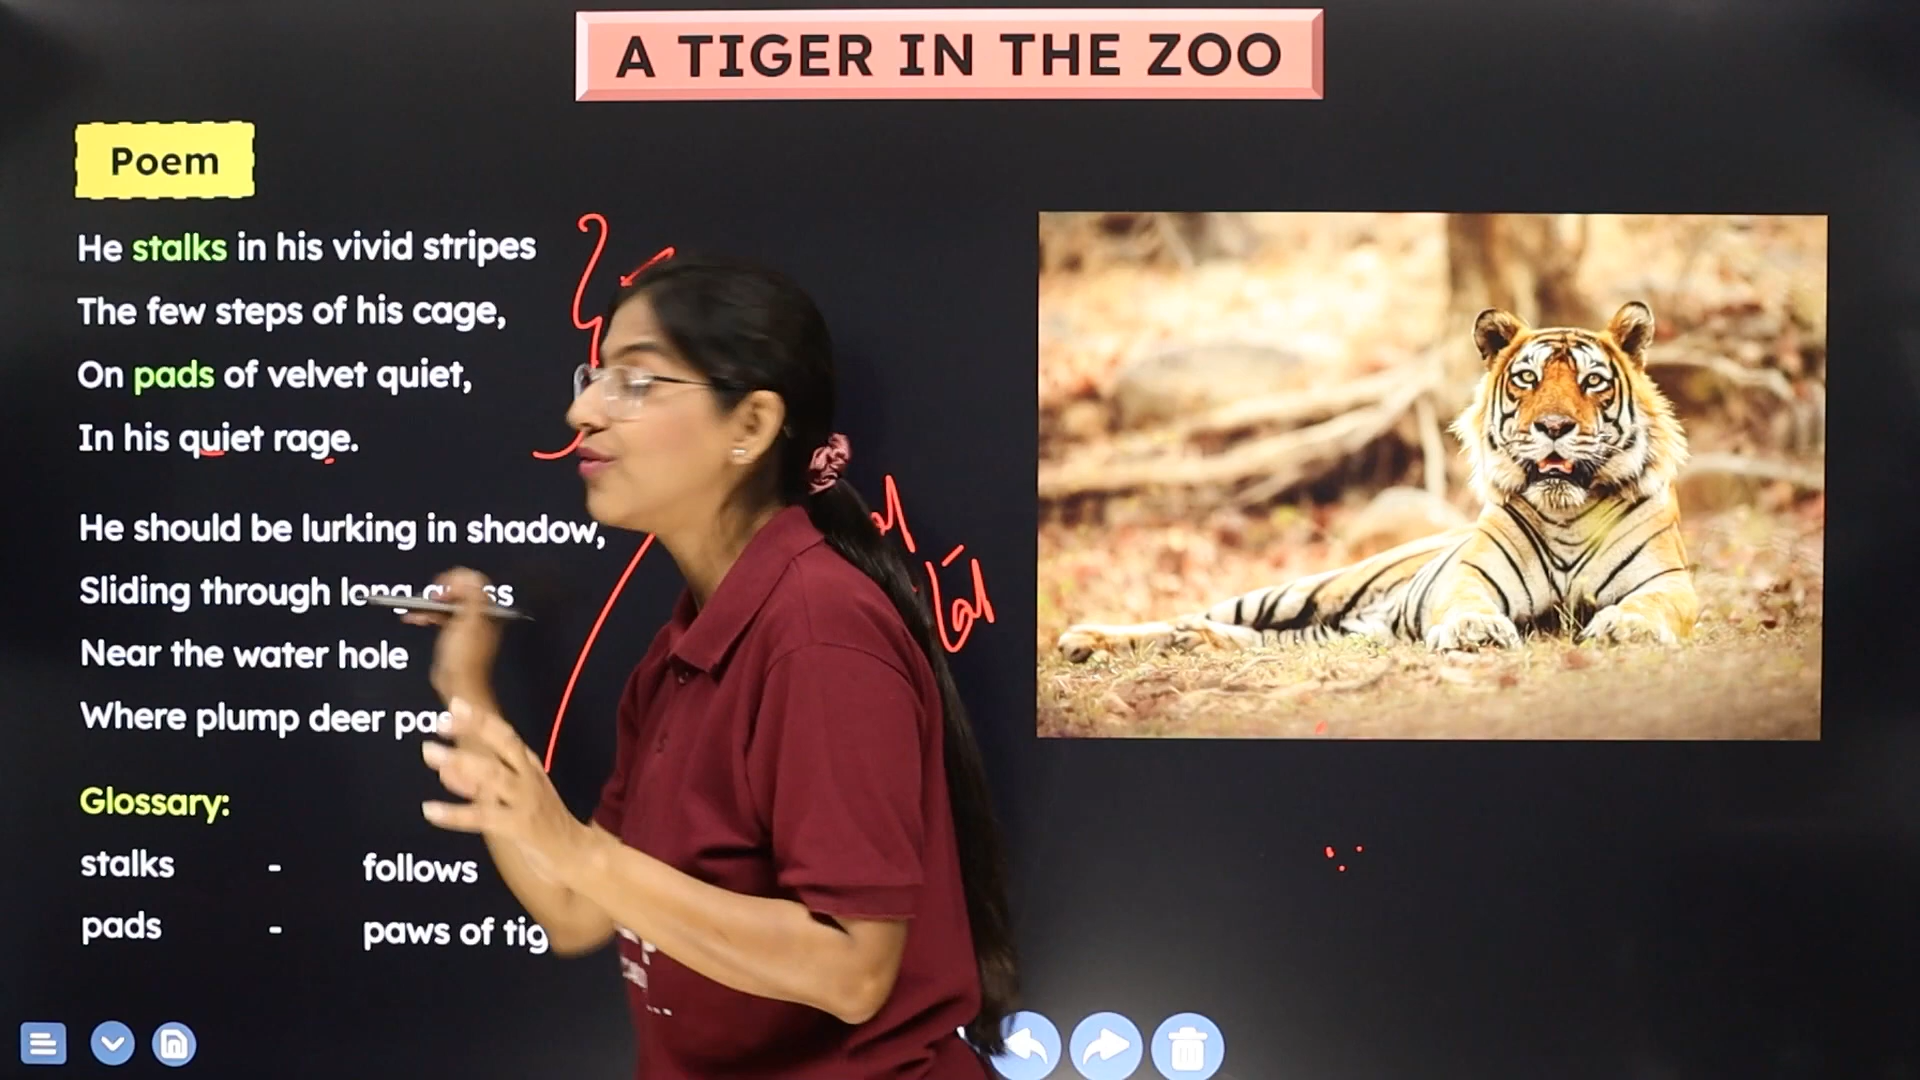 A TIGER IN THE ZOO
Poem
He stalks in his vivid stripes
The few steps of his cage,
On pads of velvet quiet,
In his quiet rage.
He should be lurking in shadow,
Sliding through long
Near the water hole
Where plump deer
Glossary:
stalks - follows
pads - paws of